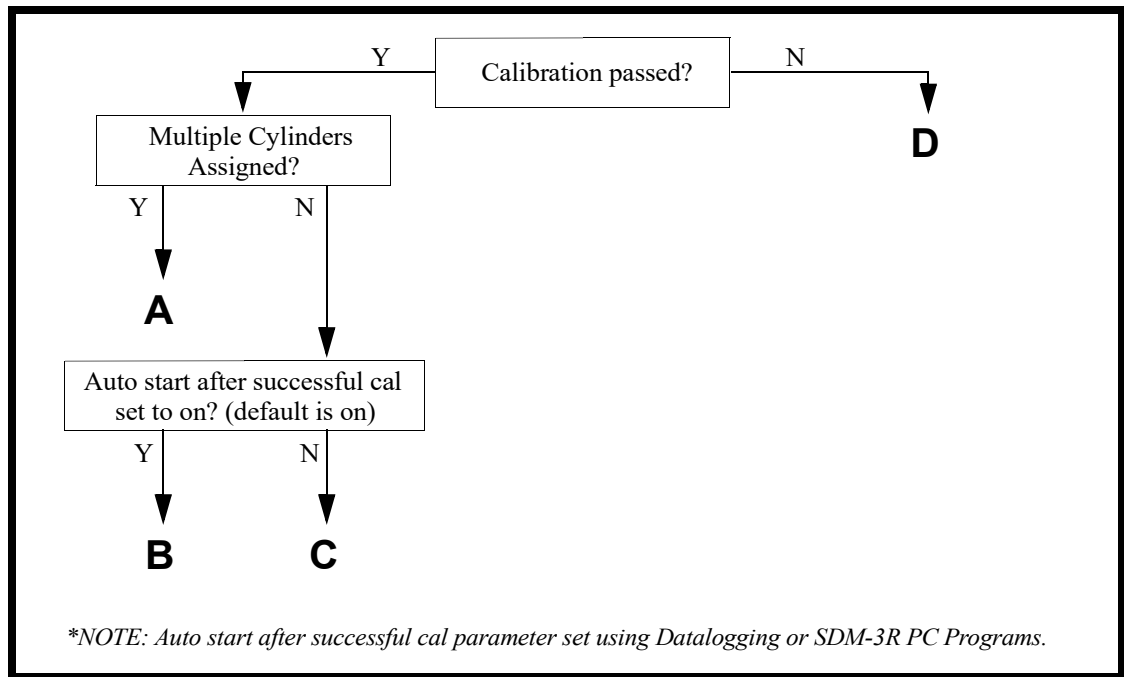 Calibration passed?
Y
N
Multiple Cylinders
Assigned?
D
Y
N
A
Auto start after successful cal
set to on? (default is on)
Y
N
B
C
*NOTE: Auto start after successful cal parameter set using Datalogging or SDM-3R PC Programs.